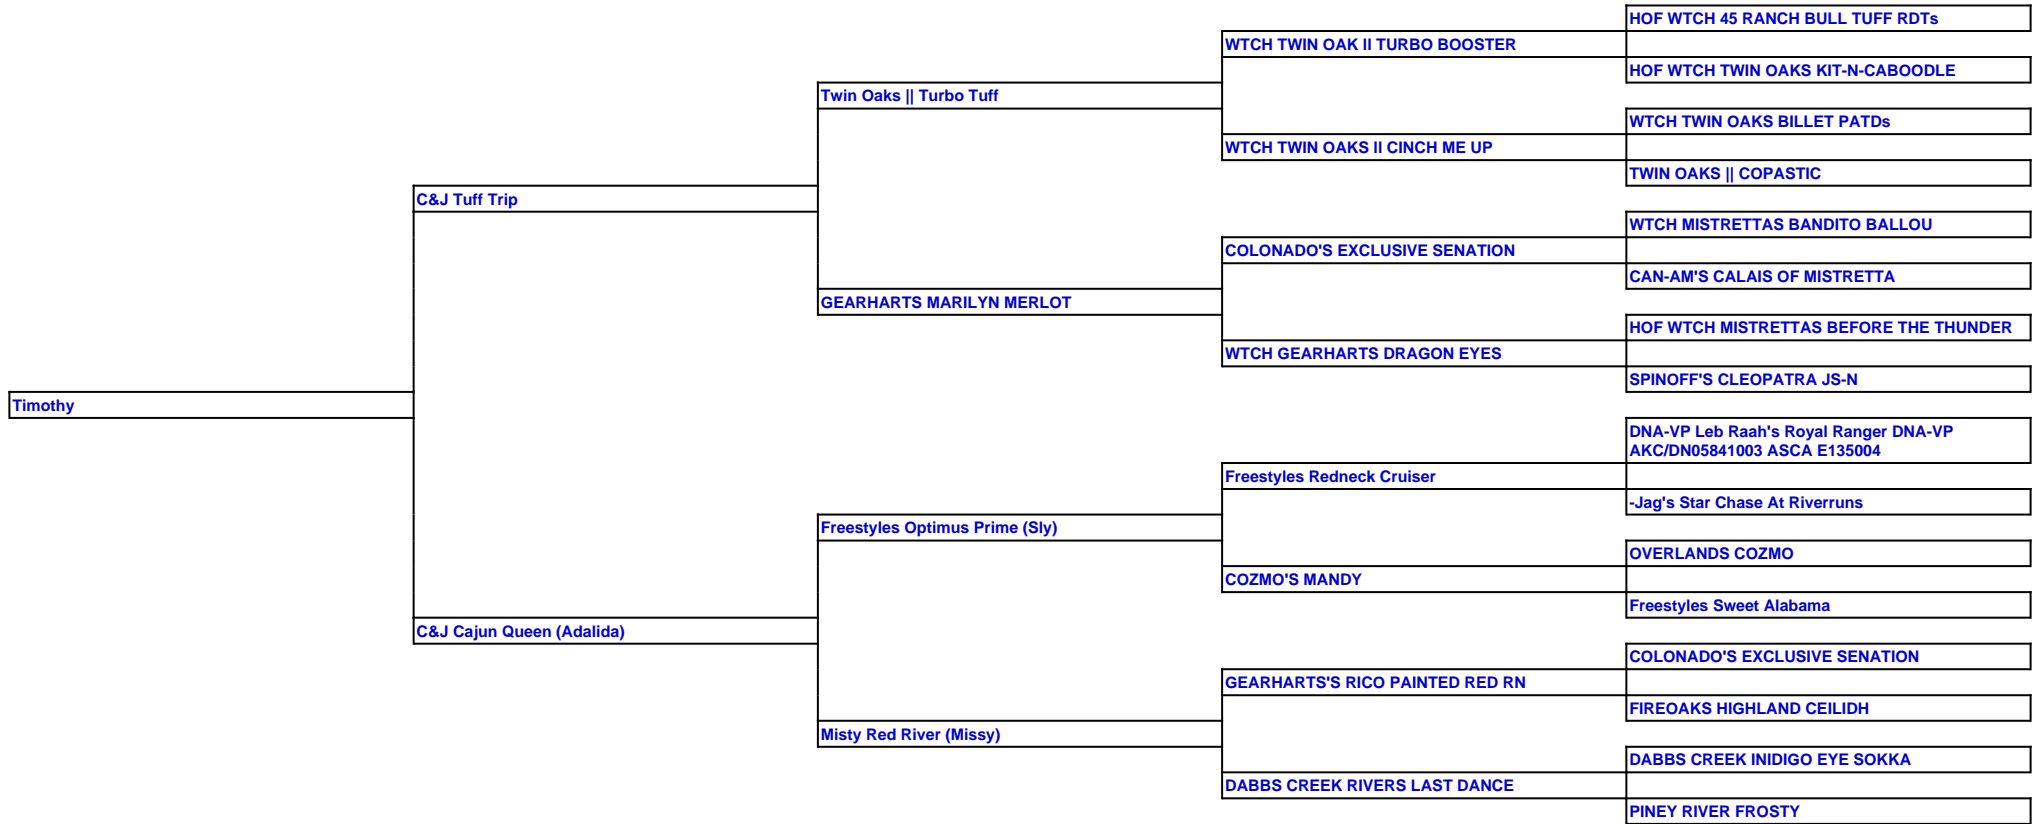 HOF WTCH 45 RANCH BULL TUFF RDTs
WTCH TWIN OAK II TURBO BOOSTER
HOF WTCH TWIN OAKS KIT-N-CABOODLE
Twin Oaks || Turbo Tuff
WTCH TWIN OAKS BILLET PATDs
WTCH TWIN OAKS II CINCH ME UP
TWIN OAKS || COPASTIC
C&J Tuff Trip
WTCH MISTRETTAS BANDITO BALLOU
COLONADO'S EXCLUSIVE SENATION
CAN-AM'S CALAIS OF MISTRETTA
GEARHARTS MARILYN MERLOT
HOF WTCH MISTRETTAS BEFORE THE THUNDER
WTCH GEARHARTS DRAGON EYES
SPINOFF'S CLEOPATRA JS-N
Timothy
DNA-VP Leb Raah's Royal Ranger DNA-VP
AKC/DN05841003 ASCA E135004
Freestyles Redneck Cruiser
-Jag's Star Chase At Riverruns
Freestyles Optimus Prime (Sly)
OVERLANDS COZMO
COZMO'S MANDY
Freestyles Sweet Alabama
C&J Cajun Queen (Adalida)
COLONADO'S EXCLUSIVE SENATION
GEARHARTS'S RICO PAINTED RED RN
FIREOAKS HIGHLAND CEILIDH
Misty Red River (Missy)
DABBS CREEK INIDIGO EYE SOKKA
DABBS CREEK RIVERS LAST DANCE
PINEY RIVER FROSTY